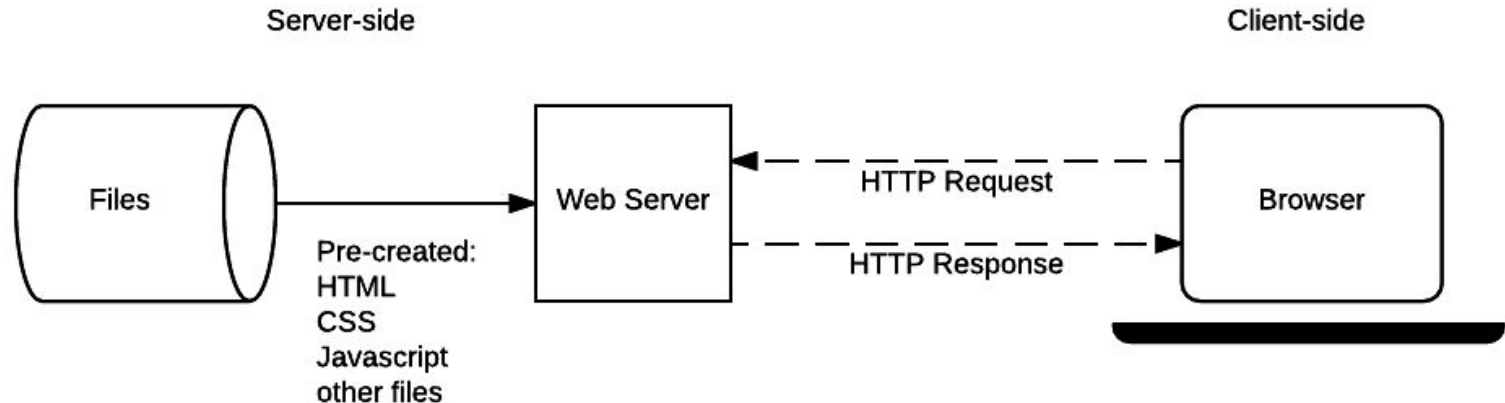 Server-side
Client-side
Files
Web Server
HTTP Request
Browser
Pre-created:
HTML
CSS
Javascript
other files
HTTP Response